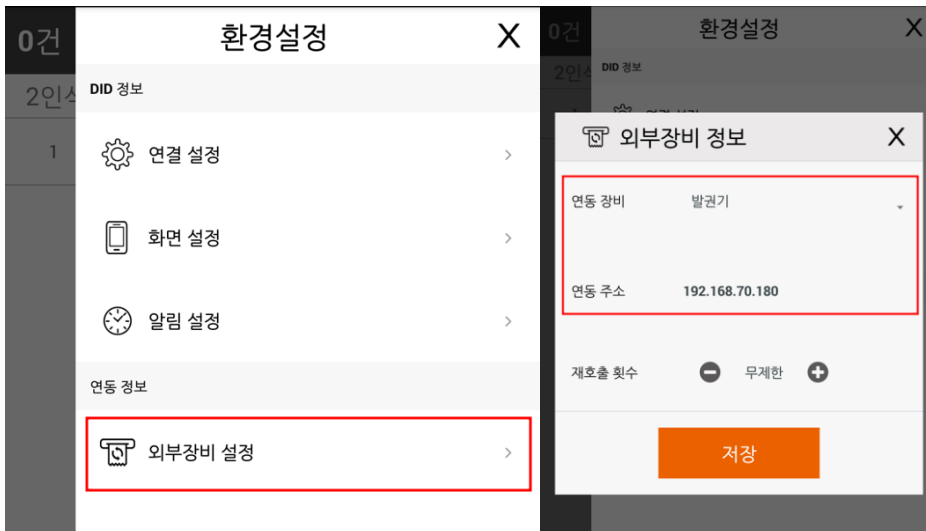 0건
환경설정
X
2인석
DID 정보
1
연결 설정
화면 설정
알림 설정
연동 정보
외부장비 설정
0건
환경설정
X
2인석
DID 정보
외부장비 정보
X
연동 장비
발권기
연동 주소
192.168.70.180
재호출 횟수
무제한
저장